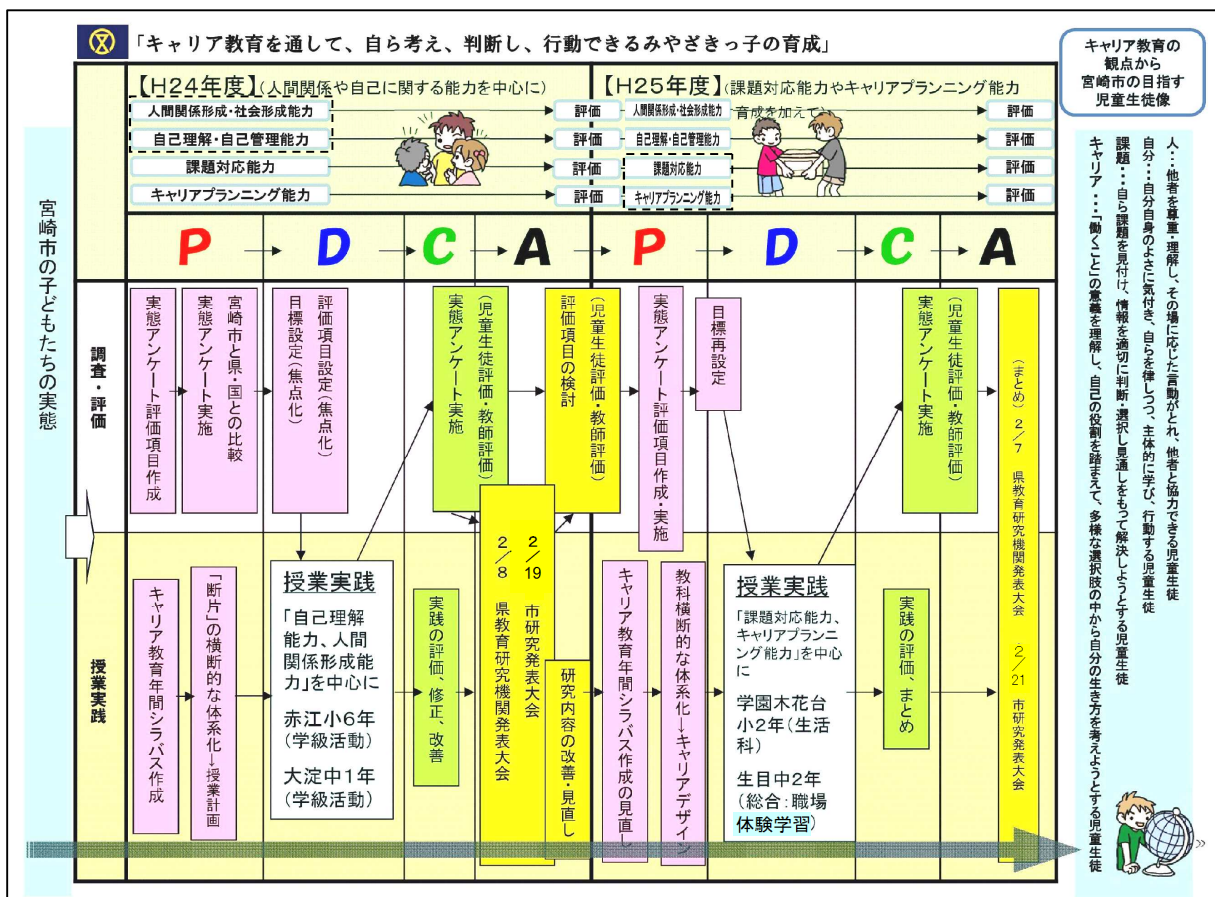 「キャリア教育を通して、自ら考え、判断し、行動できるみやざきっ子の育成」
キャリア教育の
観点から
宮崎市の目指す
児童生徒像
【H24年度】(人間関係や自己に関する能力を中心に)
人間関係形成・社会形成能力
評価
自己理解・自己管理能力
評価
課題対応能力
評価
キャリアプランニング能力
評価
【H25年度】(課題対応能力やキャリアプランニング能力
育成を加えて)
人間関係形成・社会形成能力
評価
自己理解・自己管理能力
評価
課題対応能力
評価
キャリアプランニング能力
評価
宮崎市の子どもたちの実態
P
D
C
A
P
D
C
A
調査・評価
実態アンケート評価項目作成
宮崎市と県・国との比較
実態アンケート実施
評価項目設定(焦点化)
目標設定(焦点化)
(児童生徒評価・教師評価)
実態アンケート実施
(児童生徒評価・教師評価)
評価項目の検討
実態アンケート評価項目作成・実施
目標再設定
(児童生徒評価・教師評価)
実態アンケート実施
(まとめ) 2/7 県教育研究機関発表大会
2/21 市研究発表大会
授業実践
キャリア教育年間シラバス作成
「断片」の横断的な体系化→授業計画
授業実践
「自己理解
能力、人間
関係形成能
力」を中心に
赤江小6年
(学級活動)
大淀中1年
(学級活動)
実践の評価、修正、改善
2/19 市研究発表大会
2/8 県教育研究機関発表大会
研究内容の改善・見直し
キャリア教育年間シラバス作成の見直し
教科横断的な体系化→キャリアデザイン
授業実践
「課題対応能力、
キャリアプランニ
ング能力」を中心
に
学園木花台
小2年(生活
科)
生目中2年
(総合:職場
体験学習)
実践の評価、まとめ
人・・・他者を尊重・理解し、その場に応じた言動がとれ、他者と協力できる児童生徒
自分・・・自分自身のよさに気付き、自らを律しつつ、主体的に学び、行動する児童生徒
課題・・・自ら課題を見付け、情報を適切に判断・選択し見通しをもって解決しようとする児童生徒
キャリア・・・「働くこと」の意義を理解し、自己の役割を踏まえて、多様な選択肢の中から自分の生き方を考えようとする児童生徒